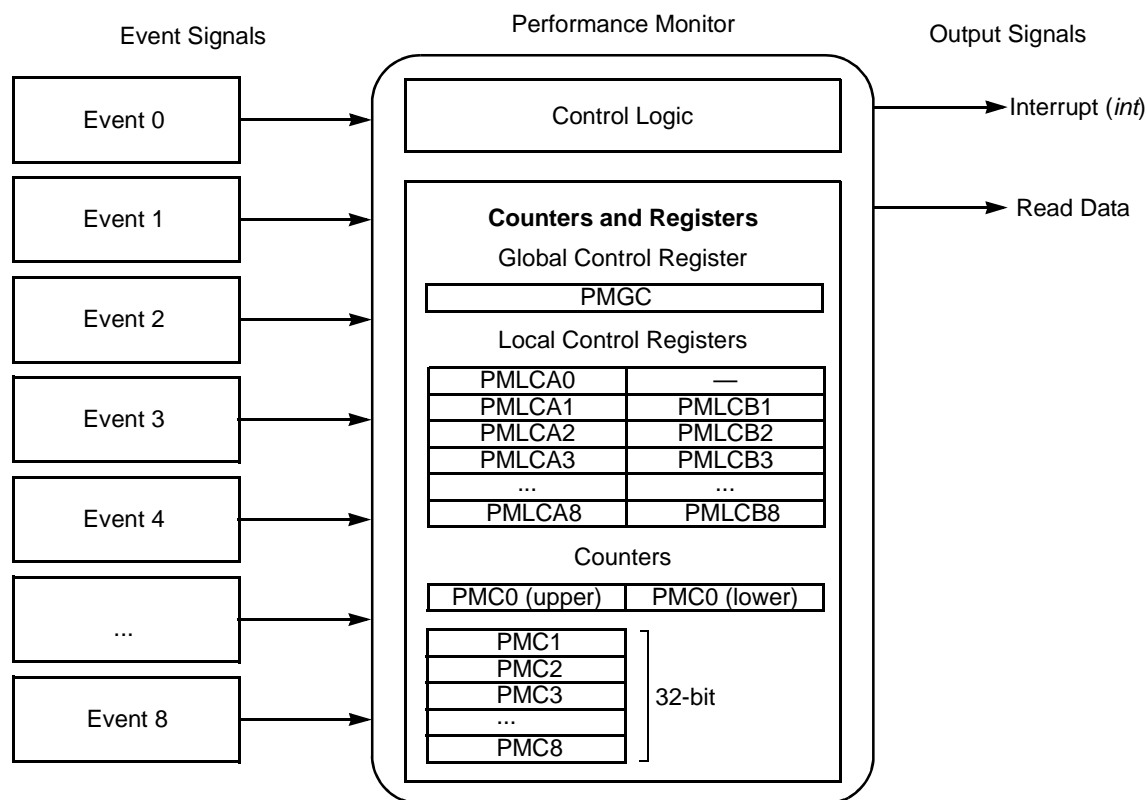 Event Signals
Performance Monitor
Output Signals
Event 0
Event 1
Event 2
Event 3
Event 4
...
Event 8
Control Logic
Counters and Registers
Global Control Register
PMGC
Local Control Registers
PMLCA0 —
PMLCA1 PMLCB1
PMLCA2 PMLCB2
PMLCA3 PMLCB3
... ...
PMLCA8 PMLCB8
Counters
PMC0 (upper) PMC0 (lower)
PMC1
PMC2
PMC3
...
PMC8
32-bit
Interrupt (int)
Read Data